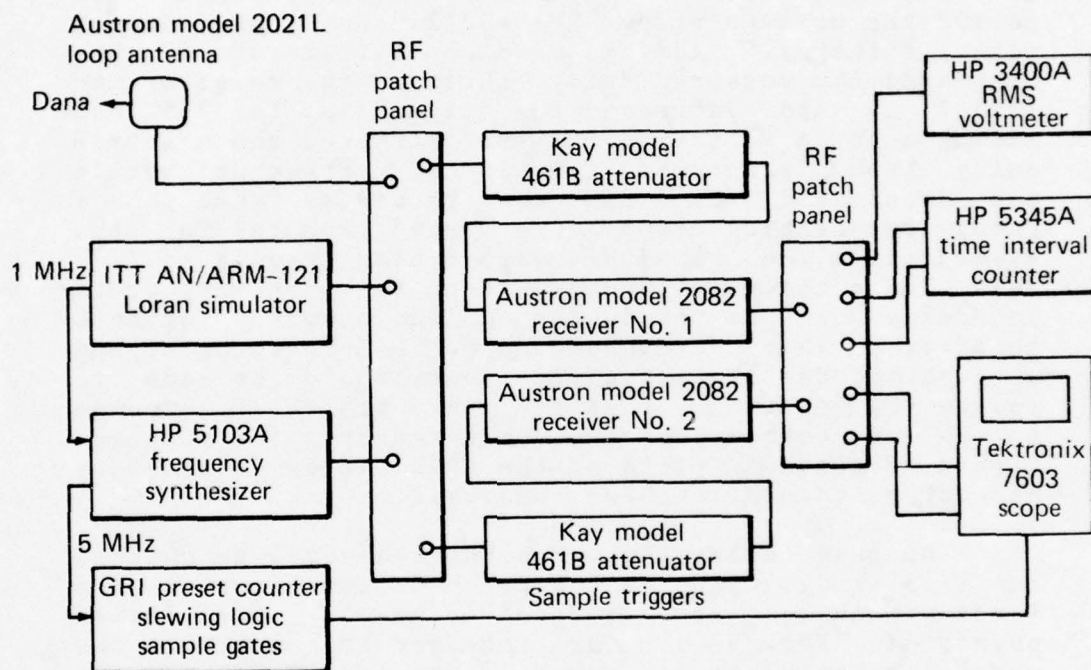 Austron model 2021L
loop antenna
Dana
RF
patch
panel
Kay model
461B attenuator
HP 3400A
RMS
voltmeter
RF
patch
panel
HP 5345A
time interval
counter
1 MHz
ITT AN/ARM-121
Loran simulator
Austron model 2082
receiver No. 1
Austron model 2082
receiver No. 2
HP 5103A
frequency
synthesizer
Tektronix
7603
scope
5 MHz
Kay model
461B attenuator
GRI preset counter
slewing logic
sample gates
Sample triggers